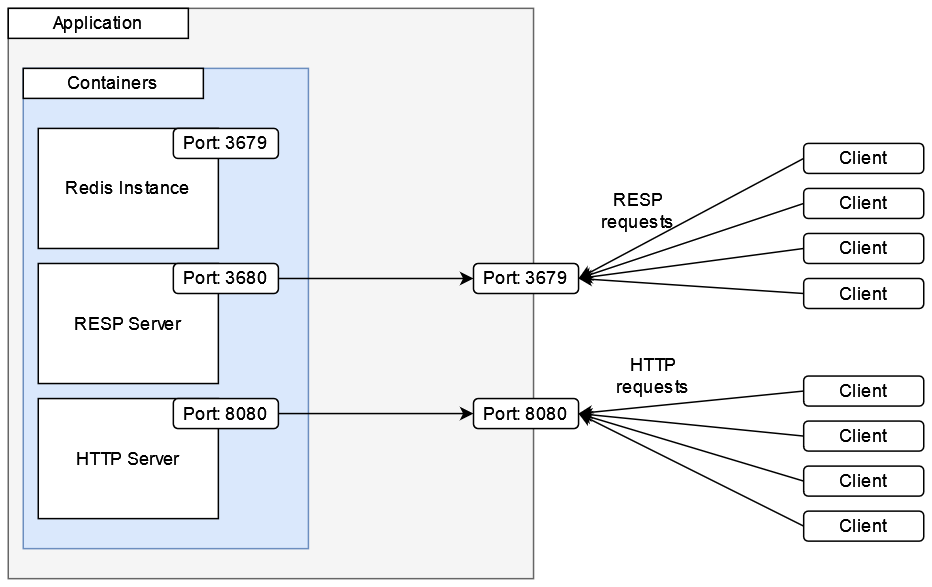 Application
Containers
Port: 3679
Redis Instance
Port: 3680
RESP Server
Port: 8080
HTTP Server
Port: 3679
Port: 8080
RESP
requests
HTTP
requests
Client
Client
Client
Client
Client
Client
Client
Client